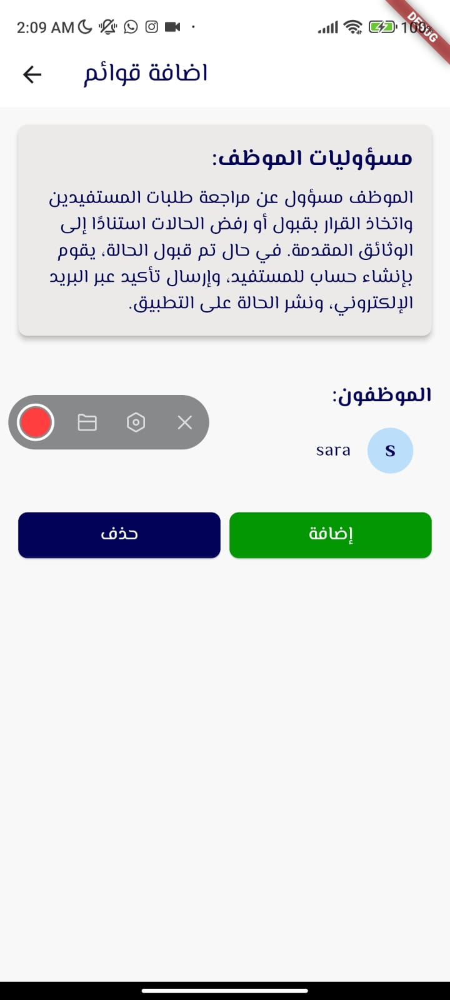 2:09 AM
100%
DEBUG
اضافة قوائم
مسؤوليات الموظف:
الموظف مسؤول عن مراجعة طلبات المستفيدين
واتخاذ القرار بقبول أو رفض الحالات استنادًا إلى
الوثائق المقدمة. في حال تم قبول الحالة، يقوم
بإنشاء حساب للمستفيد، وإرسال تأكيد عبر البريد
الإلكتروني، ونشر الحالة على التطبيق.
الموظفون:
S
sara
إضافة
حذف